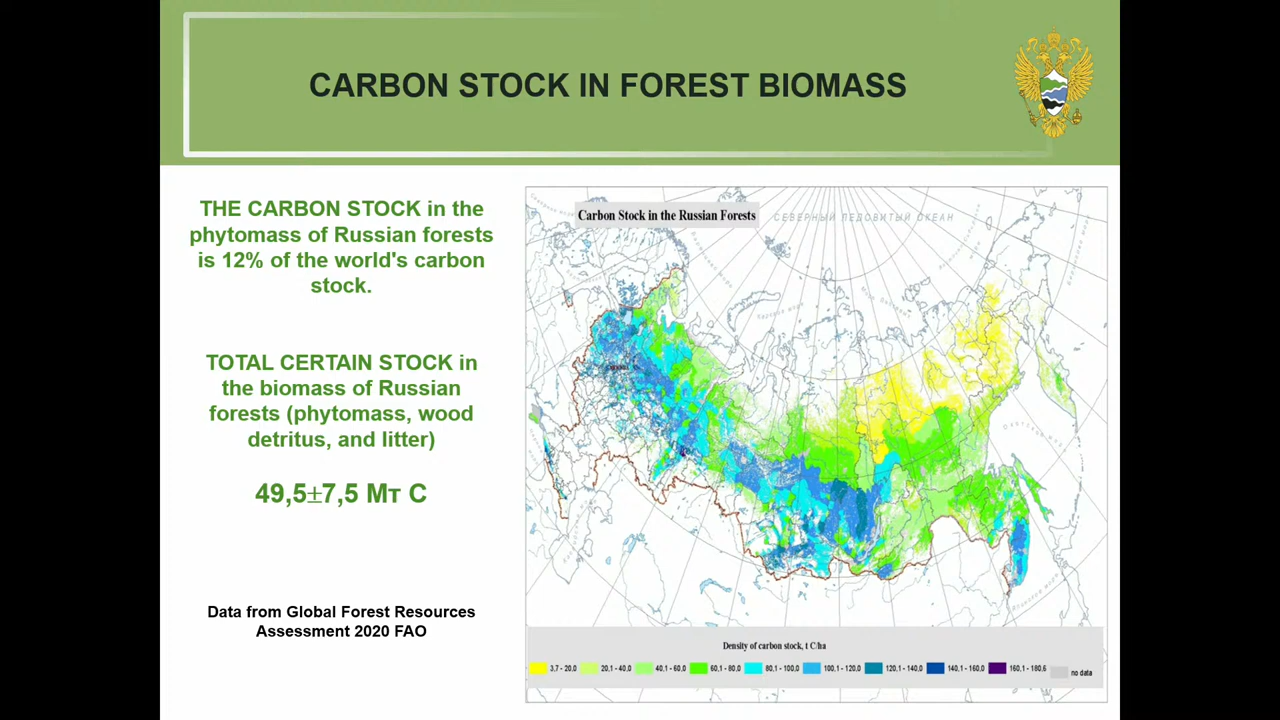 CARBON STOCK IN FOREST BIOMASS
THE CARBON STOCK in the
phytomass of Russian forests
is 12% of the world's carbon
stock.
TOTAL CERTAIN STOCK in
the biomass of Russian
forests (phytomass, wood
detritus, and litter)
49,5±7,5 Мт С
Data from Global Forest Resources
Assessment 2020 FAO
Carbon Stock in the Russian Forests
СЕВЕРНЫЙ ЛЕДОВИТЫЙ ОКЕАН
Density of carbon stock, t C/ha
3,7 - 20,0 20,1 - 40,0 40,1 - 60,0 60,1 - 80,0 80,1 - 100,0 100,1 - 120,0 120,1 - 140,0 140,1 - 160,0 160,1 - 180,6 no data